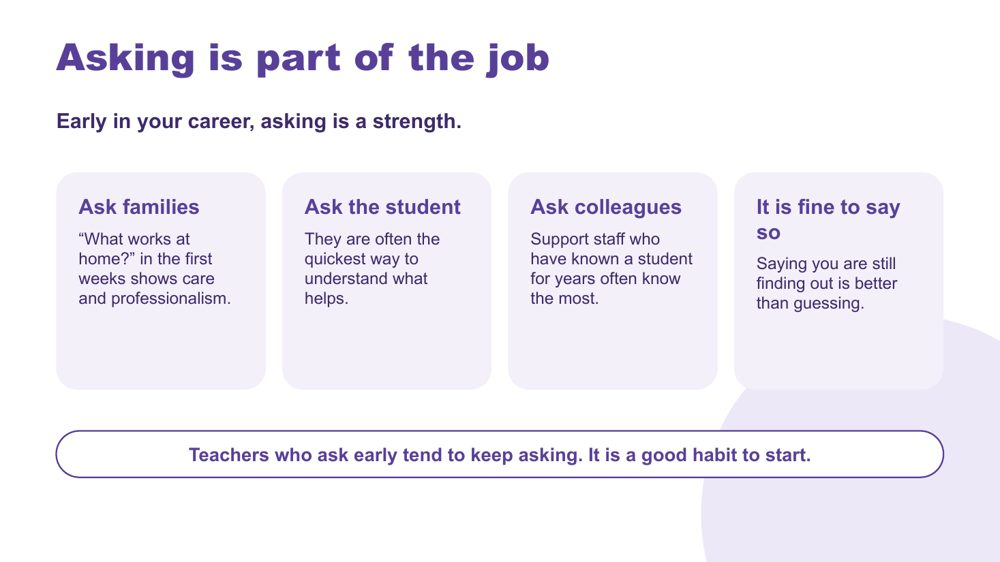 Asking is part of the job
Early in your career, asking is a strength.
Ask families
“What works at
home?” in the first
weeks shows care
and professionalism.
Ask the student
They are often the
quickest way to
understand what
helps.
Ask colleagues
Support staff who
have known a student
for years often know
the most.
It is fine to say
so
Saying you are still
finding out is better
than guessing.
Teachers who ask early tend to keep asking. It is a good habit to start.